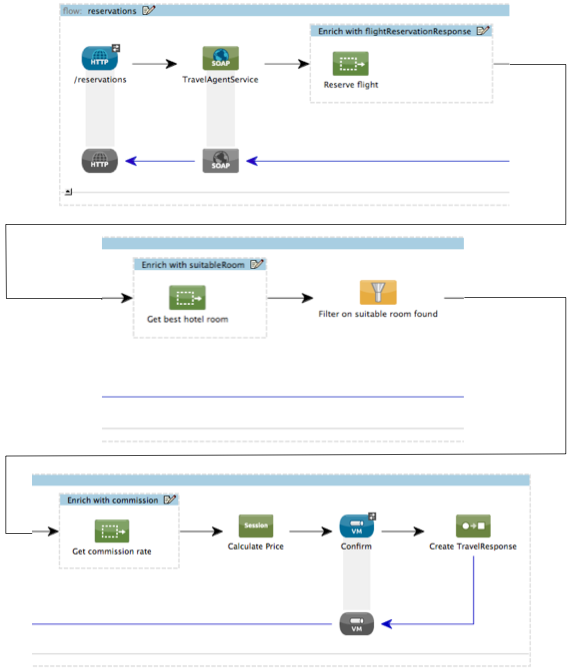 flow: reservations
Enrich with flightReservationResponse
HTTP
SOAP
/reservations
TravelAgentService
Reserve flight
HTTP
SOAP
Enrich with suitableRoom
Get best hotel room
Filter on suitable room found
Enrich with commission
Session
VM
Get commission rate
Calculate Price
Confirm
Create TravelResponse
VM